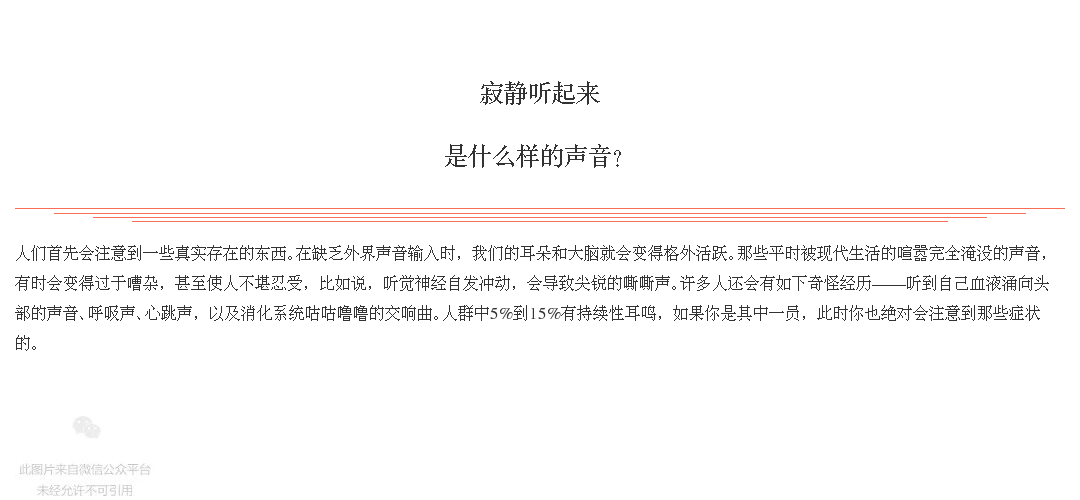 寂静听起来
是什么样的声音？
人们首先会注意到一些真实存在的东西。在缺乏外界声音输入时，我们的耳朵和大脑就会变得格外活跃。那些平时被现代生活的喧嚣完全淹没的声音，
有时会变得过于嘈杂，甚至使人不堪忍受，比如说，听觉神经自发冲动，会导致尖锐的嘶嘶声。许多人还会有如下奇怪经历——听到自己血液涌向头
部的声音、呼吸声、心跳声，以及消化系统咕咕噜噜的交响曲。人群中5%到15%有持续性耳鸣，如果你是其中一员，此时你也绝对会注意到那些症状
的。
此图片来自微信公众平台
未经允许不可引用